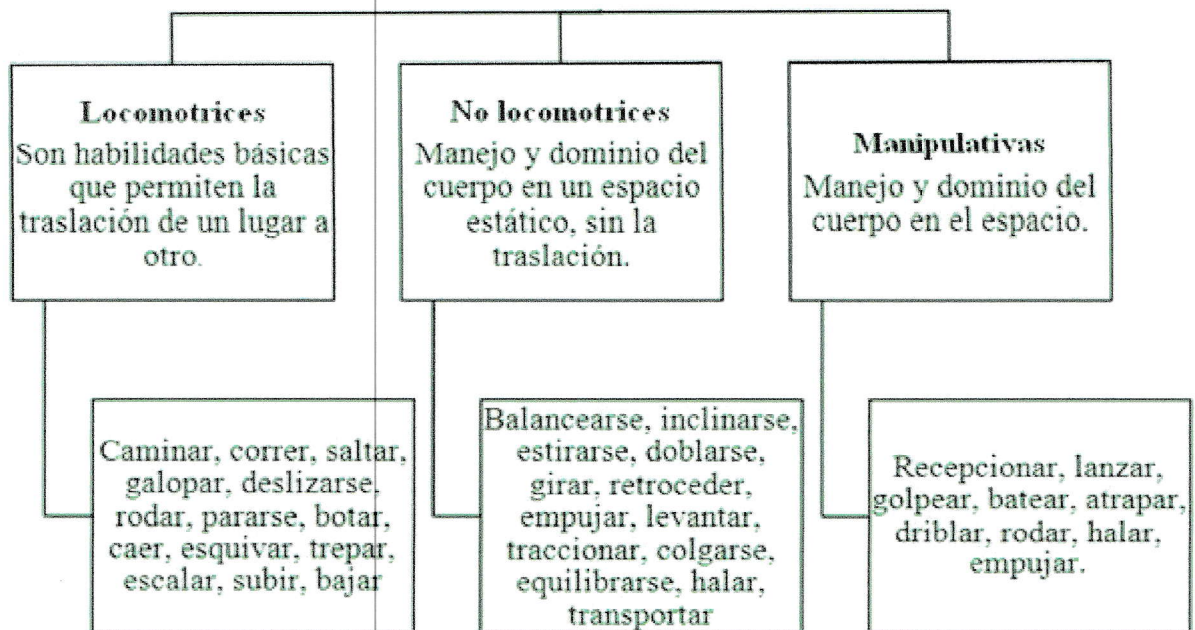 Locomotrices
Son habilidades básicas
que permiten la
traslación de un lugar a
otro.
No locomotrices
Manejo y dominio del
cuerpo en un espacio
estático, sin la
traslación.
Manipulativas
Manejo y dominio del
cuerpo en el espacio.
Caminar, correr, saltar,
galopar, deslizarse,
rodar, pararse, botar,
caer, esquivar, trepar,
escalar, subir, bajar
Balancearse, inclinarse,
estirarse, doblarse,
girar, retroceder,
empujar, levantar,
traccionar, colgarse,
equilibrarse, halar,
transportar
Recepcionar, lanzar,
golpear, batear, atrapar,
driblar, rodar, halar,
empujar.